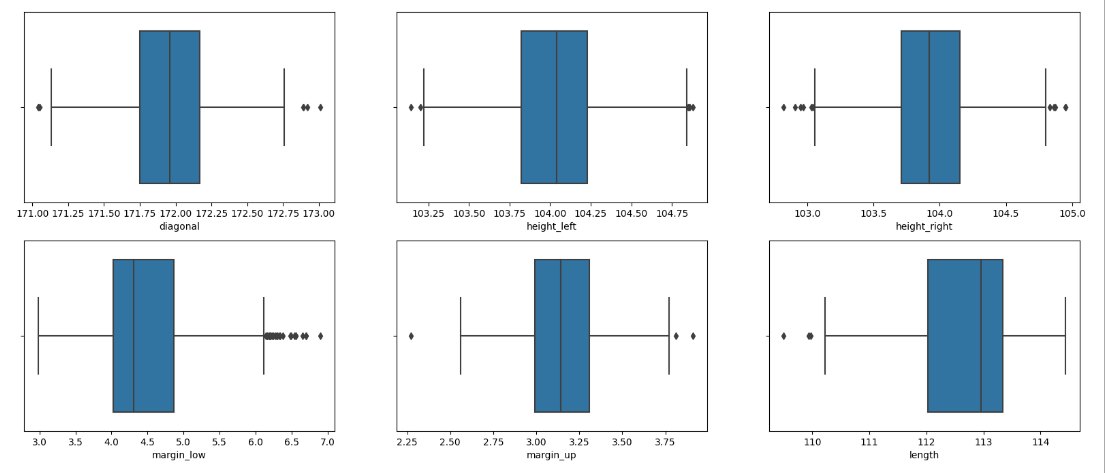 171.00 171.25 171.50 171.75 172.00 172.25 172.50 172.75 173.00
diagonal
103.25 103.50 103.75 104.00 104.25 104.50 104.75
height_left
103.0 103.5 104.0 104.5 105.0
height_right
3.0 3.5 4.0 4.5 5.0 5.5 6.0 6.5 7.0
margin_low
2.25 2.50 2.75 3.00 3.25 3.50 3.75
margin_up
110 111 112 113 114
length